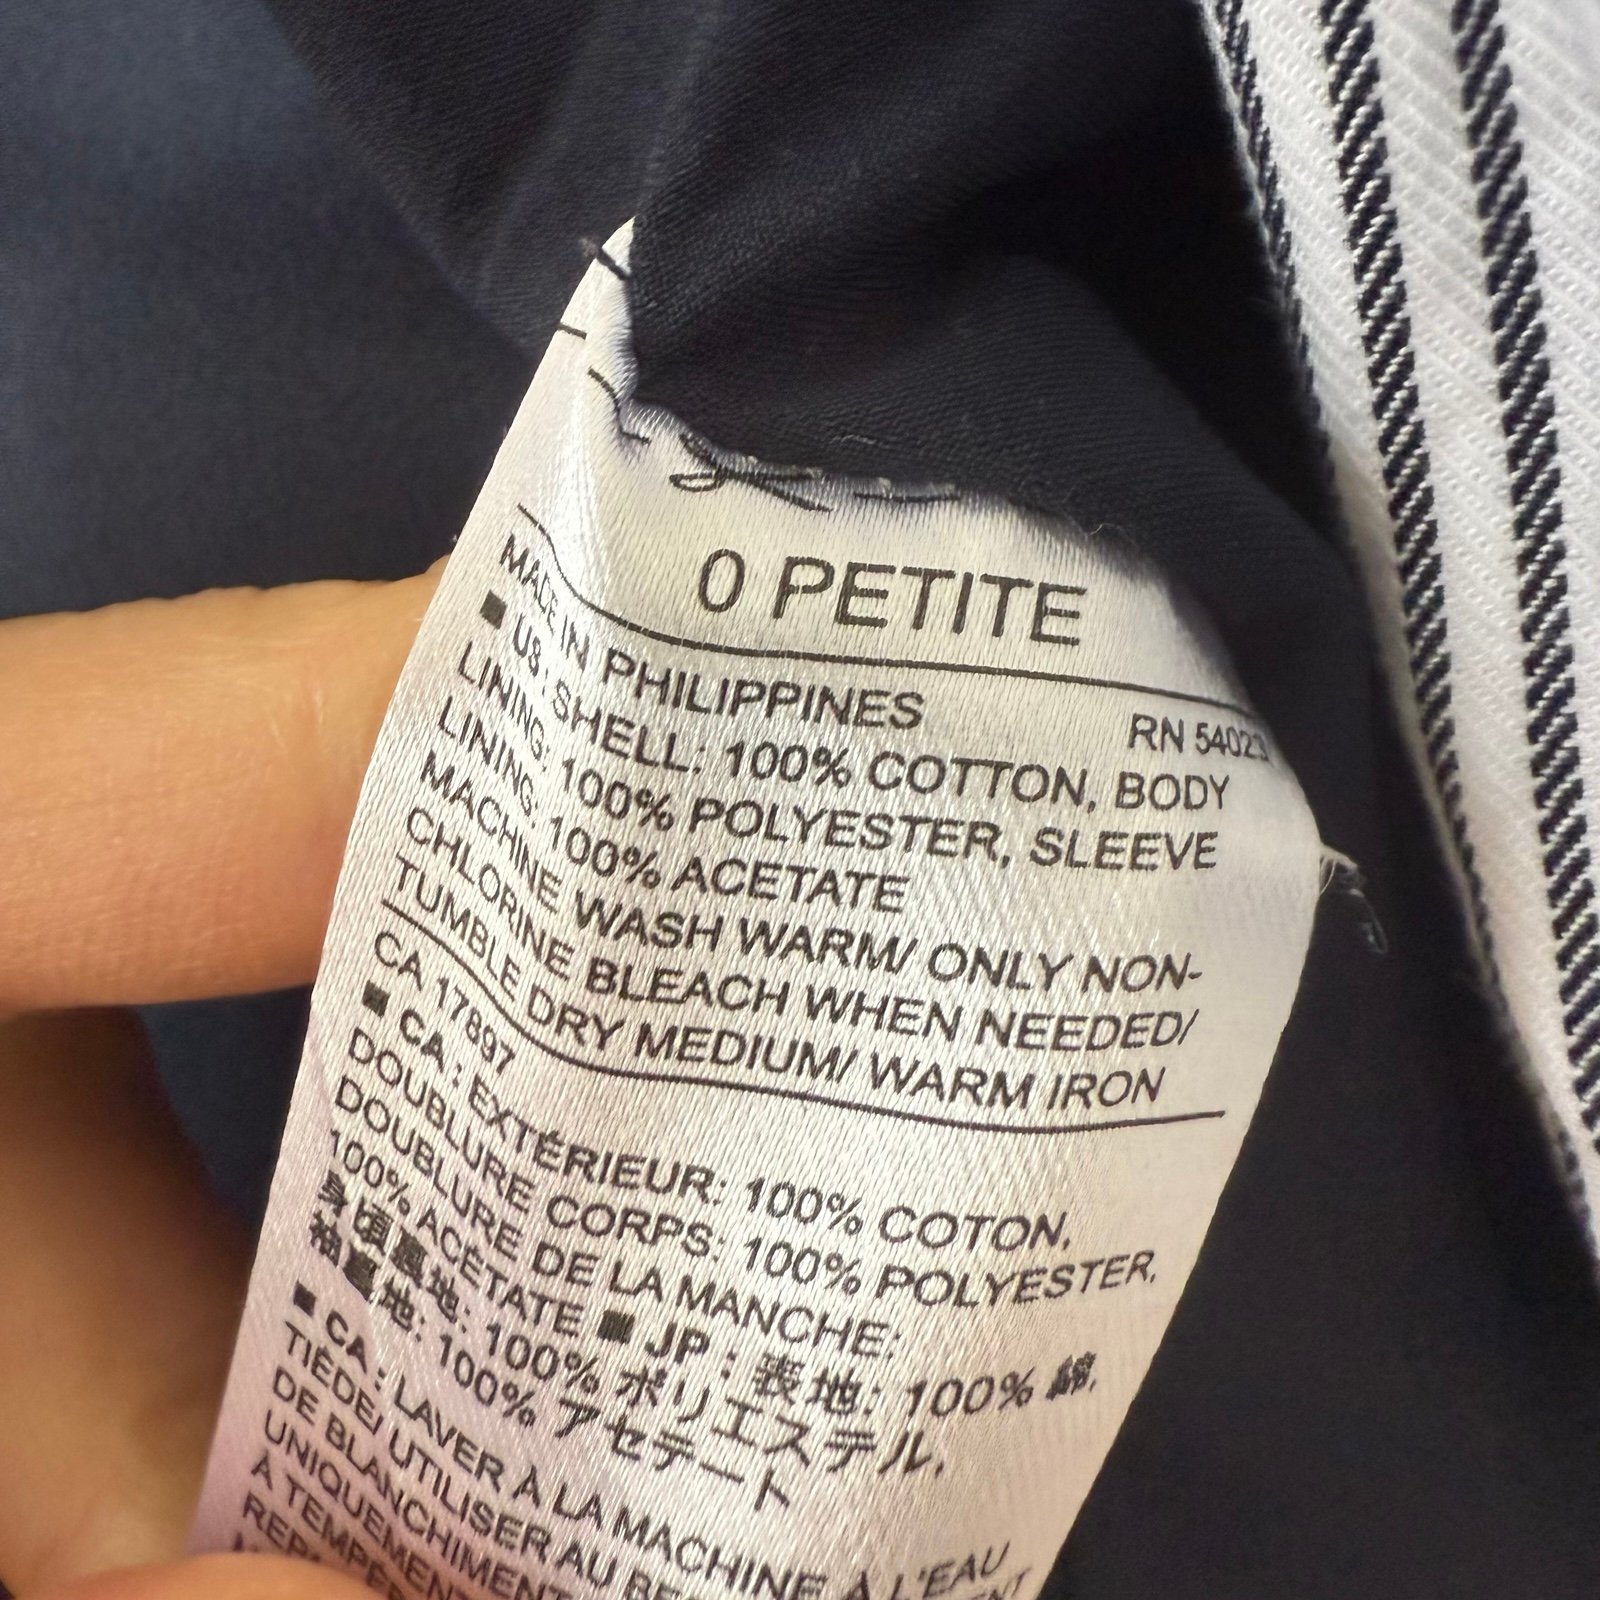 0 PETITE
MADE IN PHILIPPINES RN 54023
■ US: SHELL: 100% COTTON, BODY
LINING: 100% POLYESTER, SLEEVE
LINING: 100% ACETATE
MACHINE WASH WARM/ ONLY NON-
CHLORINE BLEACH WHEN NEEDED/
TUMBLE DRY MEDIUM/ WARM IRON
CA 17897
■ CA : EXTÉRIEUR: 100% COTON,
DOUBLURE CORPS: 100% POLYESTER,
DOUBLURE DE LA MANCHE:
100% ACÉTATE ■ JP : 表地: 100% 綿,
身頃裏地: 100% ポリエステル,
袖裏地: 100% アセテート
■ CA : LAVER À LA MACHINE À L'EAU
TIÈDE/ UTILISER AU
DE BLANCHIMENT
UNIQUEMENT
À